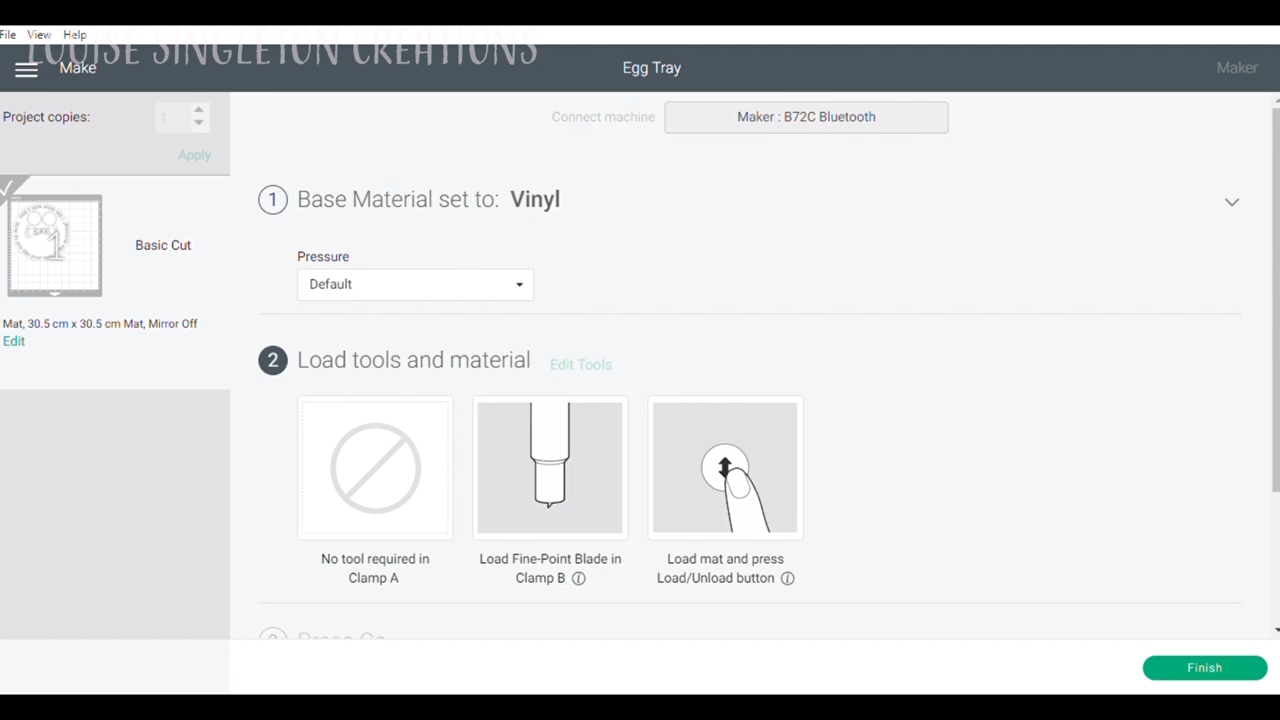 File View Help
LOUISE SINGLETON CREATIONS
Make
Egg Tray
Maker
Project copies:
1
Apply
Connect machine
Maker : B72C Bluetooth
Basic Cut
Mat, 30.5 cm x 30.5 cm Mat, Mirror Off
Edit
1 Base Material set to: Vinyl
Pressure
Default
2 Load tools and material Edit Tools
No tool required in
Clamp A
Load Fine-Point Blade in
Clamp B
Load mat and press
Load/Unload button
3 Press Go
Finish